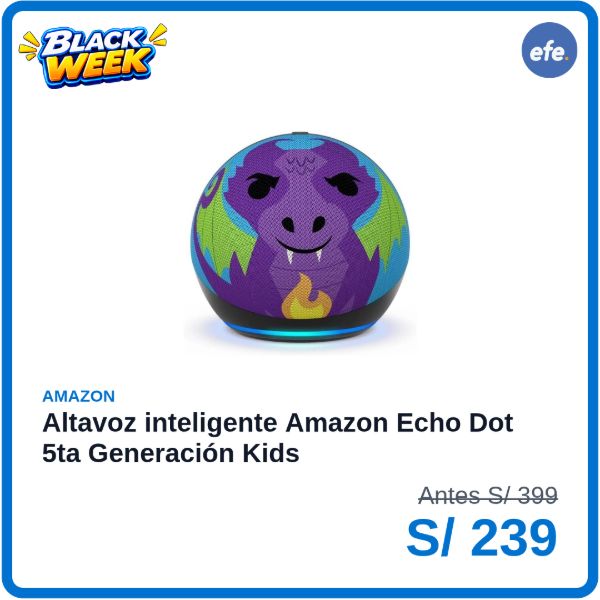 BLACK
WEEK
efe.
AMAZON
Altavoz inteligente Amazon Echo Dot
5ta Generación Kids
Antes S/ 399
S/ 239